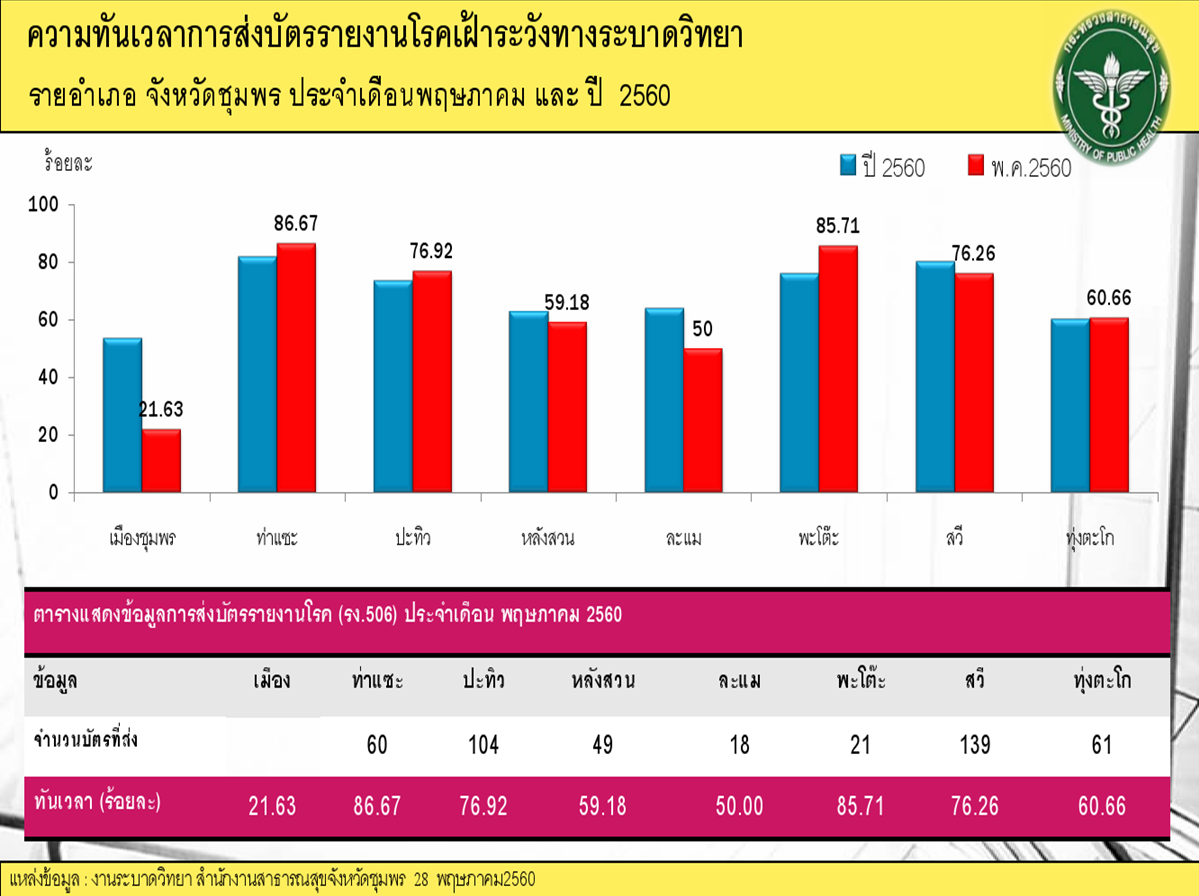 ความทันเวลาการส่งบัตรรายงานโรคเฝ้าระวังทางระบาดวิทยา
รายอำเภอ จังหวัดชุมพร ประจำเดือนพฤษภาคม และ ปี 2560
กระทรวงสาธารณสุข
MINISTRY OF PUBLIC HEALTH
ร้อยละ
ปี 2560 พ.ค.2560
100
80
60
40
20
0
21.63 86.67 76.92 59.18 50 85.71 76.26 60.66
เมืองชุมพร ท่าแซะ ปะทิว หลังสวน ละแม พะโต๊ะ สวี ทุ่งตะโก
ตารางแสดงข้อมูลการส่งบัตรรายงานโรค (รง.506) ประจำเดือน พฤษภาคม 2560
ข้อมูล เมือง ท่าแซะ ปะทิว หลังสวน ละแม พะโต๊ะ สวี ทุ่งตะโก
จำนวนบัตรที่ส่ง 60 104 49 18 21 139 61
ทันเวลา (ร้อยละ) 21.63 86.67 76.92 59.18 50.00 85.71 76.26 60.66
แหล่งข้อมูล : งานระบาดวิทยา สำนักงานสาธารณสุขจังหวัดชุมพร 28 พฤษภาคม2560